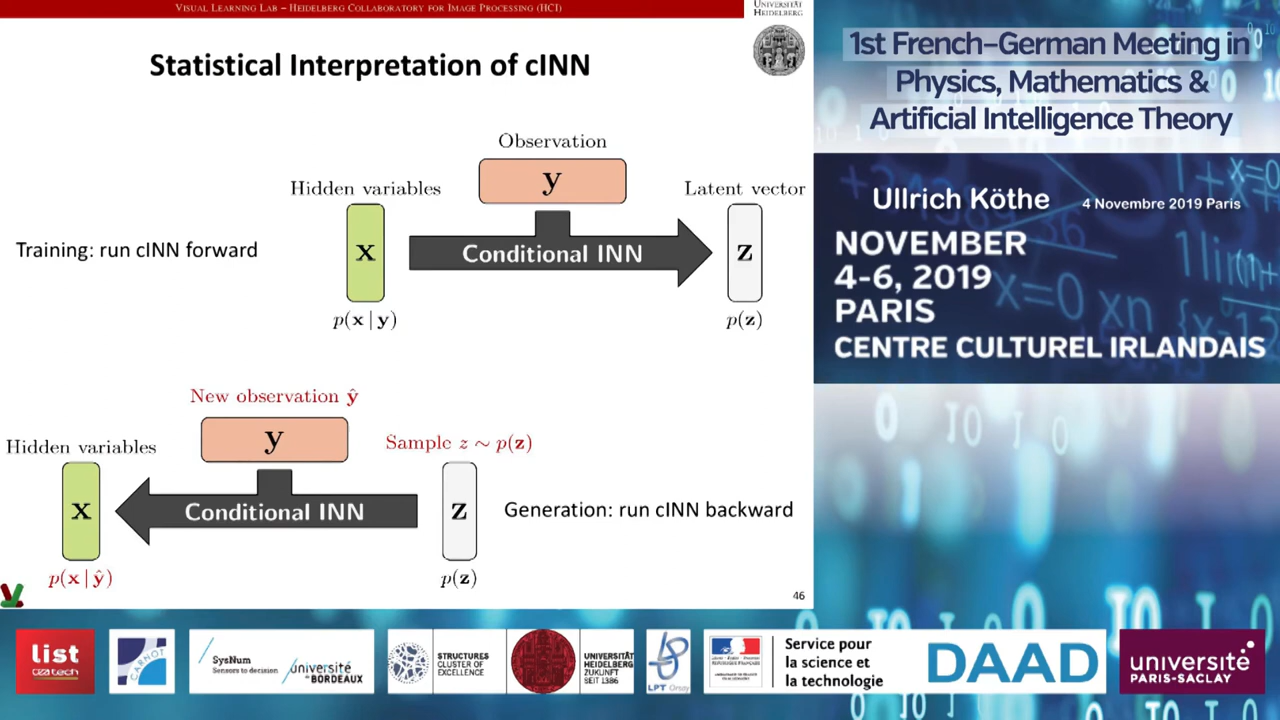 VISUAL LEARNING LAB – HEIDELBERG COLLABORATORY FOR IMAGE PROCESSING (HCI)
UNIVERSITÄT
HEIDELBERG
Statistical Interpretation of cINN
Observation
y
Hidden variables
Latent vector
Training: run cINN forward
x
Conditional INN
z
p(x | y)
p(z)
New observation ŷ
y
Hidden variables
Sample z ∼ p(z)
x
Conditional INN
z
Generation: run cINN backward
p(x | ŷ)
p(z)
46
1st French–German Meeting in
Physics, Mathematics &
Artificial Intelligence Theory
Ullrich Köthe
4 Novembre 2019 Paris
NOVEMBER
4-6, 2019
PARIS
CENTRE CULTUREL IRLANDAIS
list
ceatech
CARNOT
SysNum
Sensors to decision
université
de BORDEAUX
STRUCTURES
CLUSTER OF
EXCELLENCE
UNIVERSITÄT
HEIDELBERG
ZUKUNFT
SEIT 1386
LPT Orsay
Service pour
la science et
la technologie
DAAD
université
PARIS-SACLAY